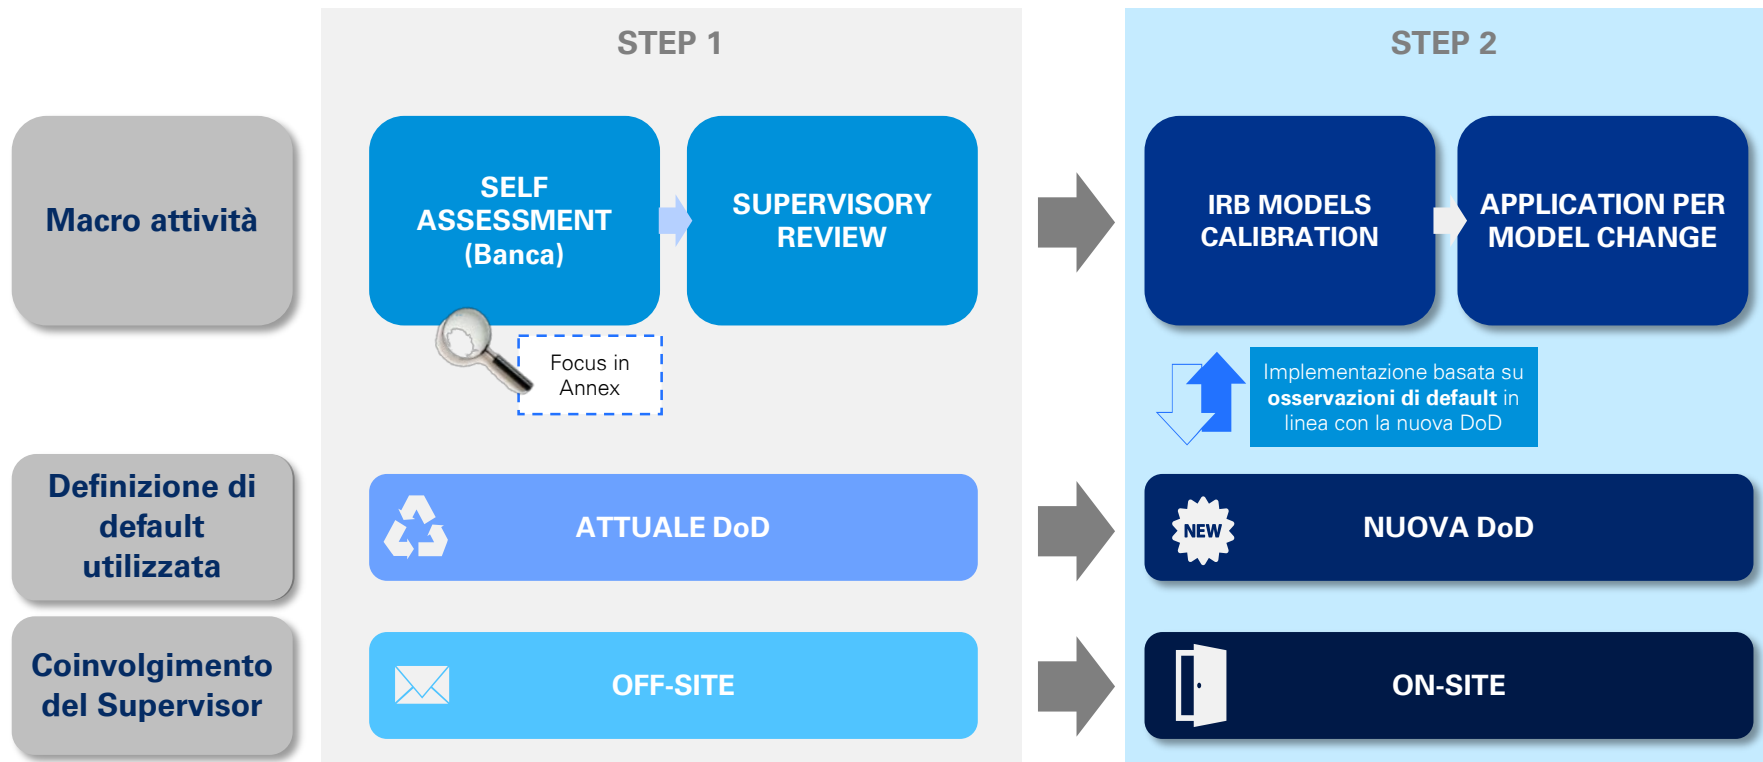 STEP 1
STEP 2
Macro attività
SELF
ASSESSMENT
(Banca)
SUPERVISORY
REVIEW
IRB MODELS
CALIBRATION
APPLICATION PER
MODEL CHANGE
Focus in
Annex
Implementazione basata su
osservazioni di default in
linea con la nuova DoD
Definizione di
default
utilizzata
ATTUALE DoD
NEW
NUOVA DoD
Coinvolgimento
del Supervisor
OFF-SITE
ON-SITE